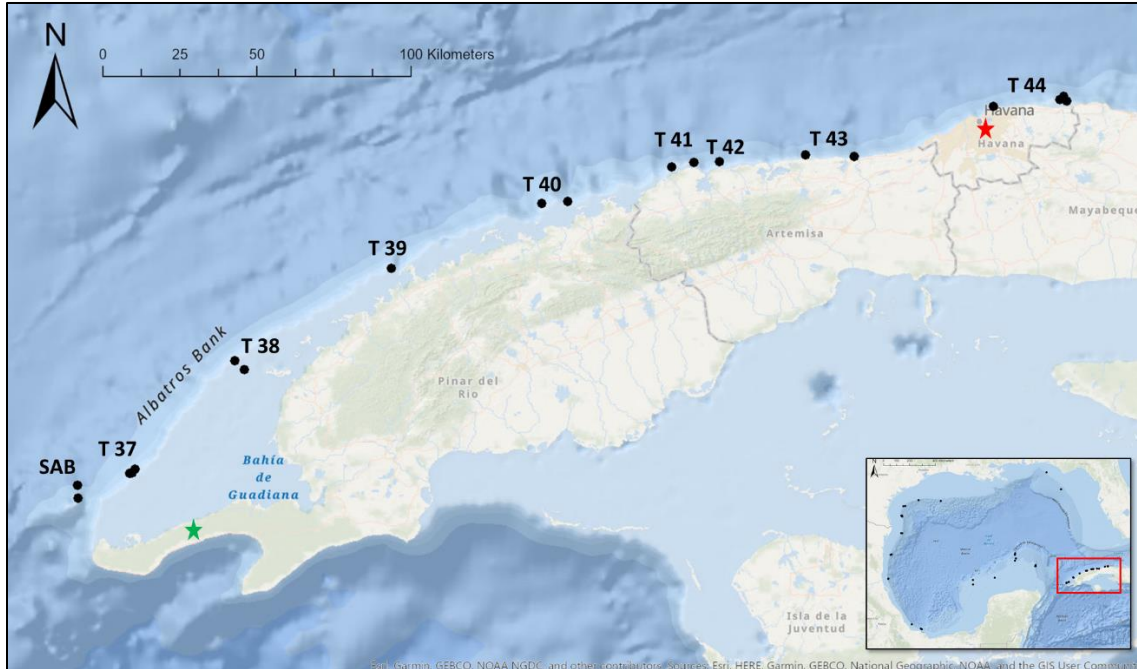 N
0 25 50 100 Kilometers
T 44
Havana
Havana
T 41
T 42
T 43
Mayabeque
T 40
Artemisa
T 39
Albatros Bank
T 38
Pinar del
Rio
T 37
SAB
Bahía
de
Guadiana
Isla de la
Juventud
Esri, Garmin, GEBCO, NOAA NGDC, and other contributors, Sources: Esri, HERE, Garmin, GEBCO, National Geographic, NOAA, and the GIS User Commun